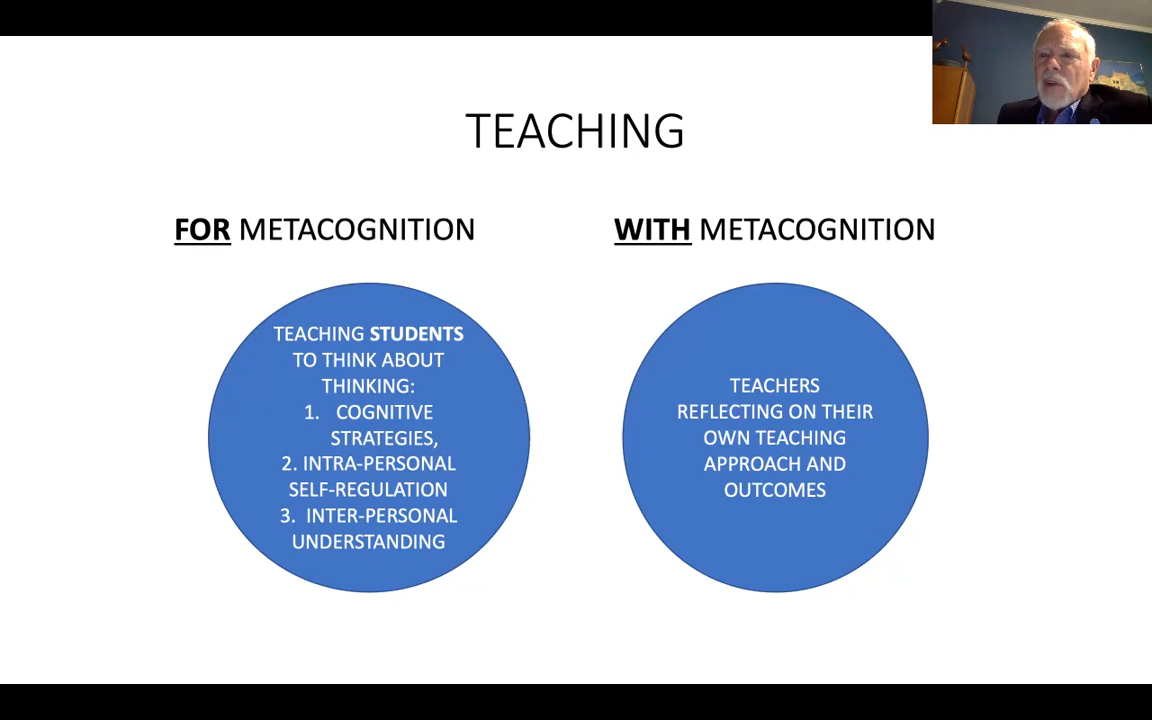 TEACHING
FOR METACOGNITION
WITH METACOGNITION
TEACHING STUDENTS
TO THINK ABOUT
THINKING:
1. COGNITIVE
STRATEGIES,
2. INTRA-PERSONAL
SELF-REGULATION
3. INTER-PERSONAL
UNDERSTANDING
TEACHERS
REFLECTING ON THEIR
OWN TEACHING
APPROACH AND
OUTCOMES